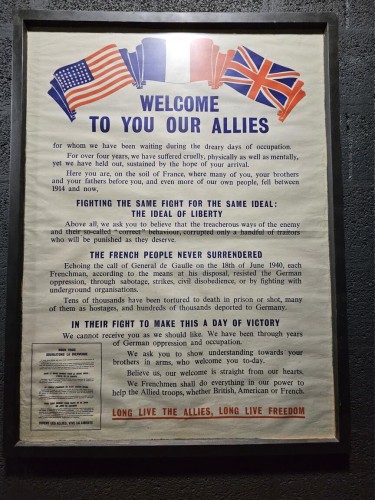 WELCOME
TO YOU OUR ALLIES
for whom we have been waiting during the dreary days of occupation.
For over four years, we have suffered cruelly, physically as well as mentally,
yet we have held out, sustained by the hope of your arrival.
Here you are, on the soil of France, where many of you, your brothers
and your fathers before you, and even more of our own people, fell between
1914 and now,
FIGHTING THE SAME FIGHT FOR THE SAME IDEAL:
THE IDEAL OF LIBERTY
Above all, we ask you to believe that the treacherous ways of the enemy
and their so-called "correct" behaviour, corrupted only a handful of traitors
who will be punished as they deserve.
THE FRENCH PEOPLE NEVER SURRENDERED
Echoing the call of General de Gaulle on the 18th of June 1940, each
Frenchman, according to the means at his disposal, resisted the German
oppression, through sabotage, strikes, civil disobedience, or by fighting with
underground organisations.
Tens of thousands have been tortured to death in prison or shot, many
of them as hostages, and hundreds of thousands deported to Germany.
IN THEIR FIGHT TO MAKE THIS A DAY OF VICTORY
We cannot receive you as we should like. We have been through years
of German oppression and occupation.
We ask you to show understanding towards your
brothers in arms, who welcome you to-day.
Believe us, our welcome is straight from our hearts.
We Frenchmen shall do everything in our power to
help the Allied troops, whether British, American or French.
LONG LIVE THE ALLIES, LONG LIVE FREEDOM